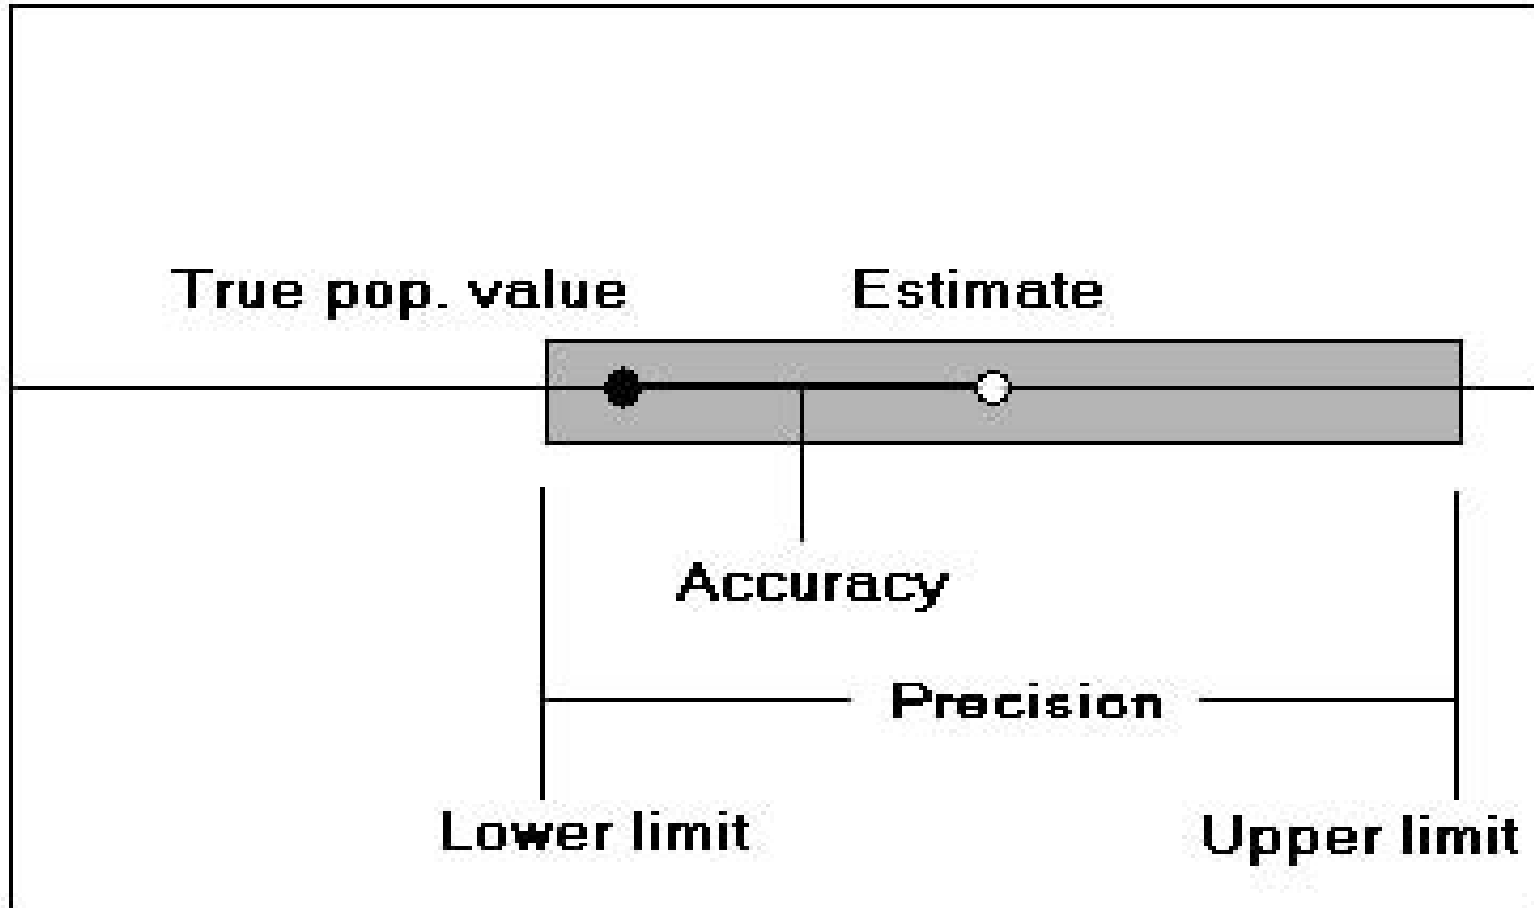 True pop. value
Estimate
Accuracy
Precision
Lower limit
Upper limit